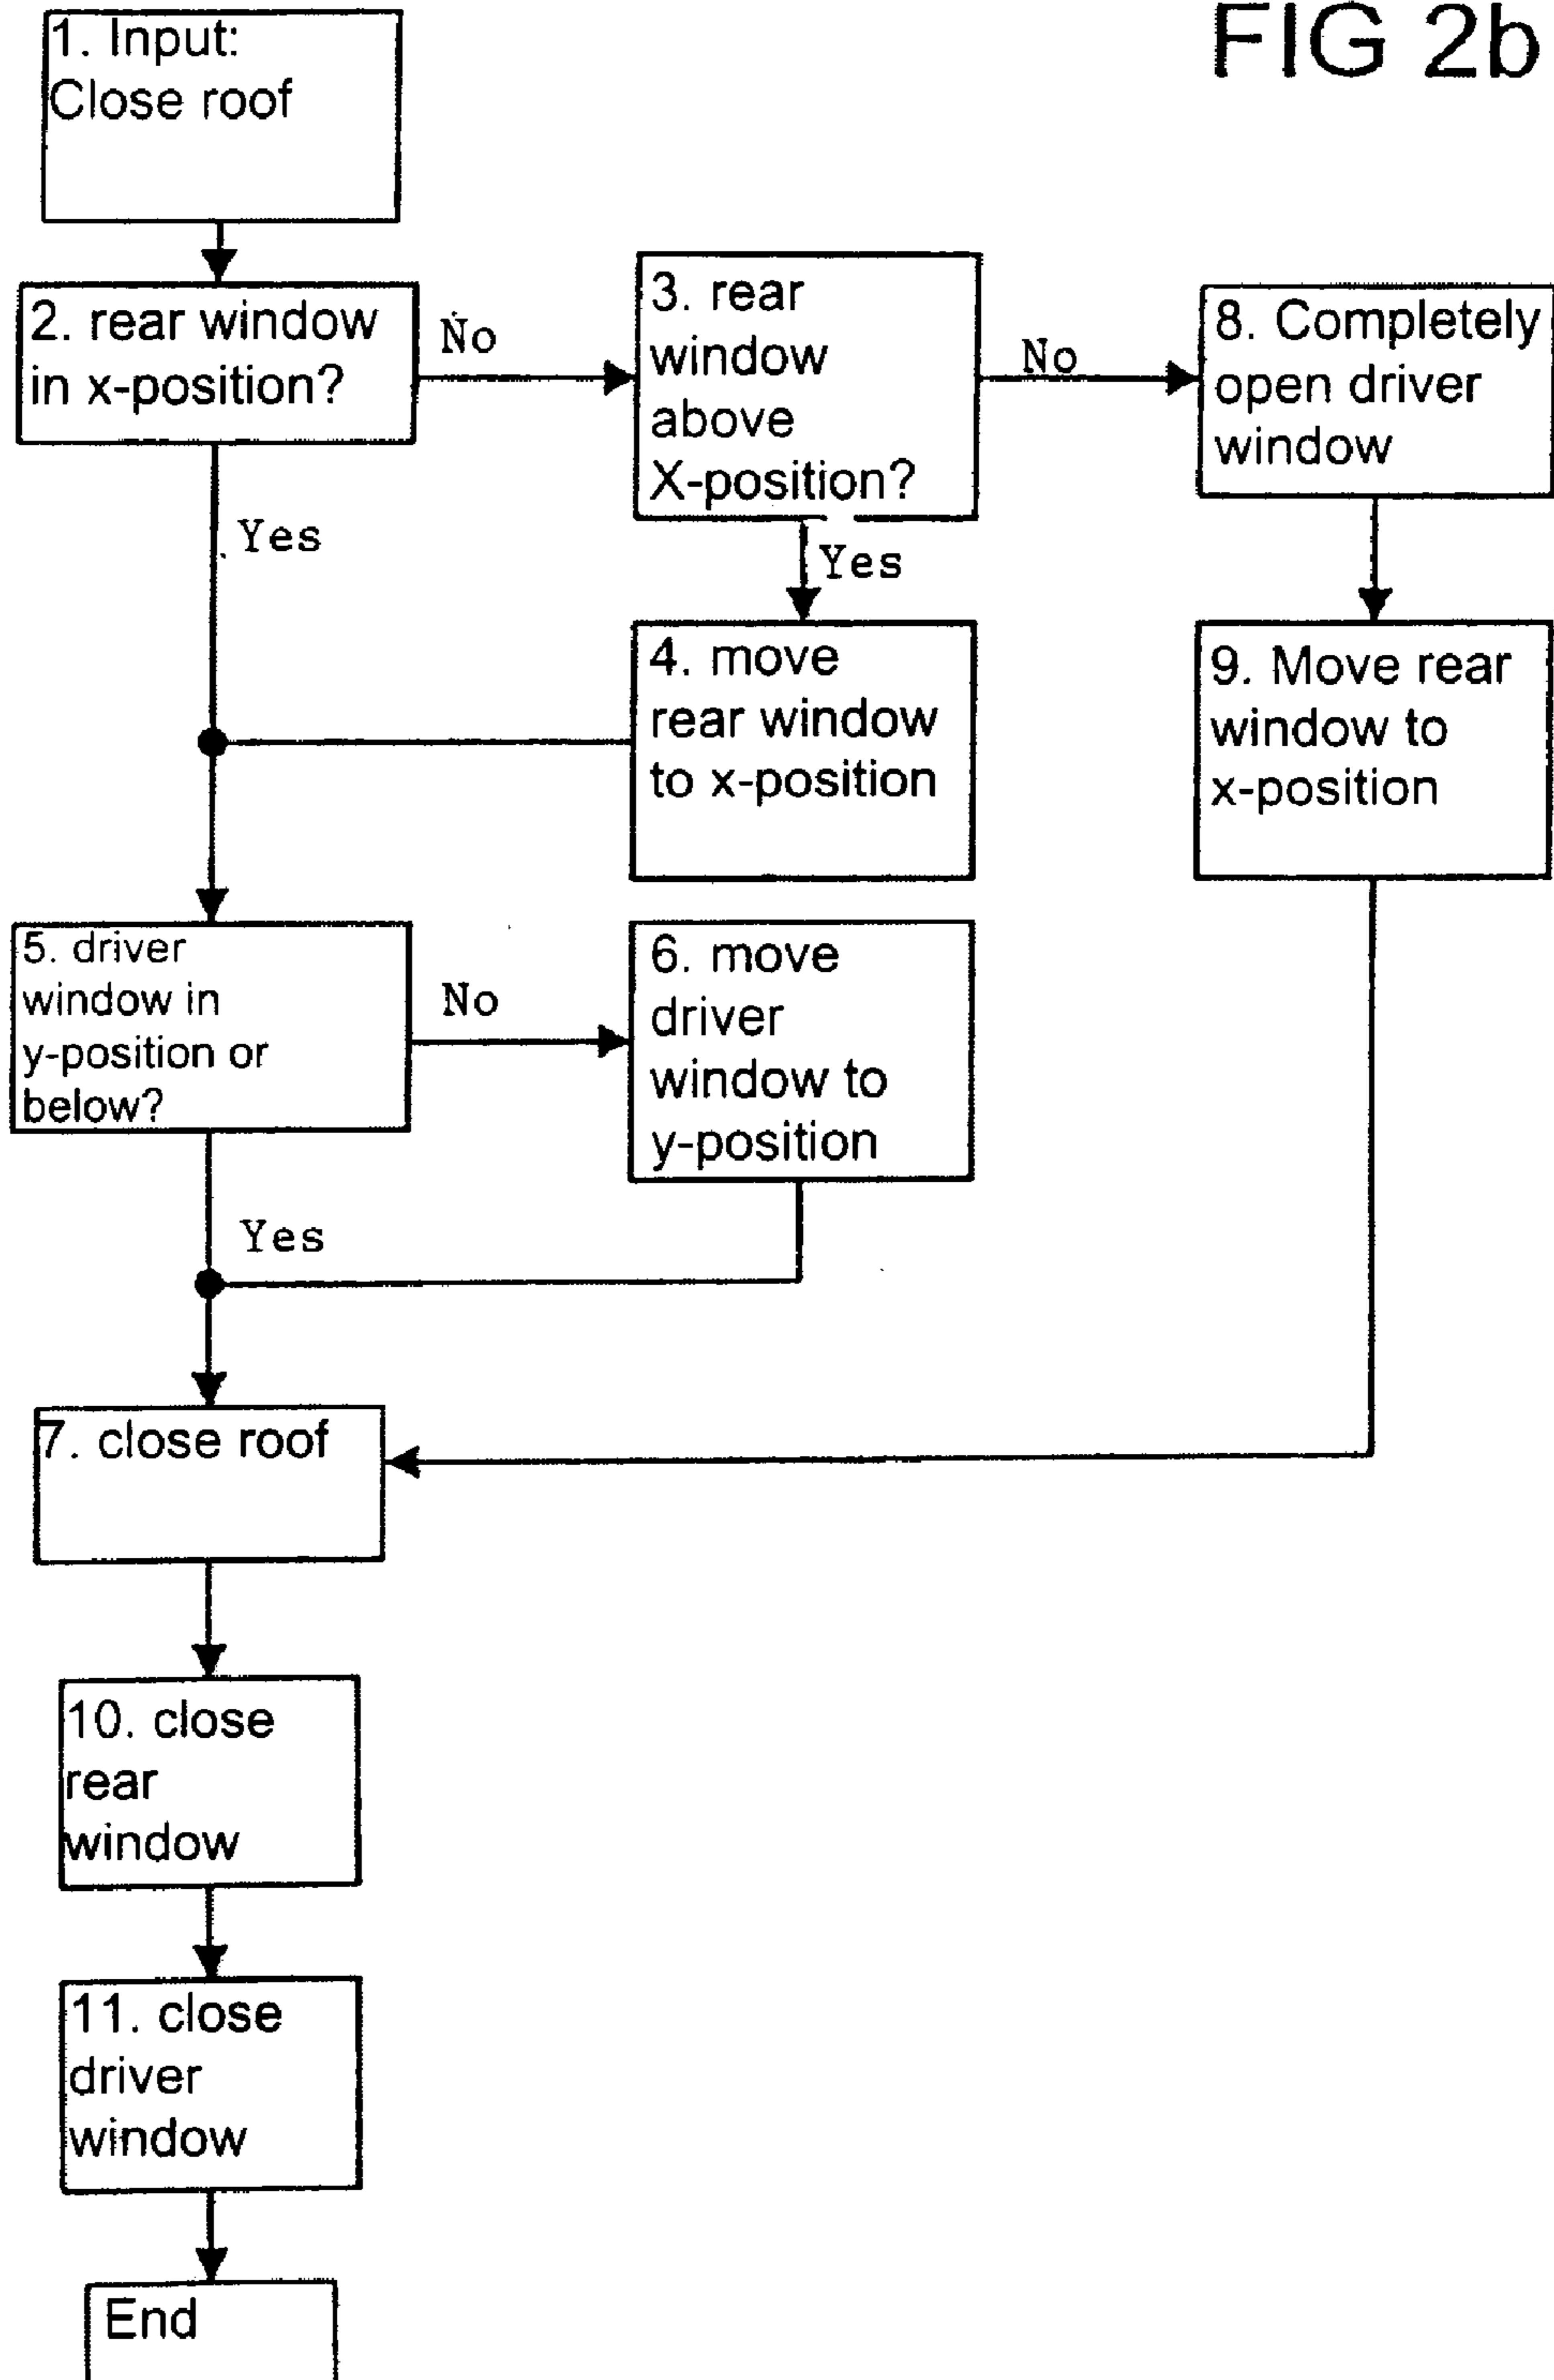 FIG 2b
1. Input:
Close roof
2. rear window
in x-position?
No
3. rear
window
above
X-position?
No
8. Completely
open driver
window
Yes
Yes
4. move
rear window
to x-position
9. Move rear
window to
x-position
5. driver
window in
y-position or
below?
No
6. move
driver
window to
y-position
Yes
7. close roof
10. close
rear
window
11. close
driver
window
End